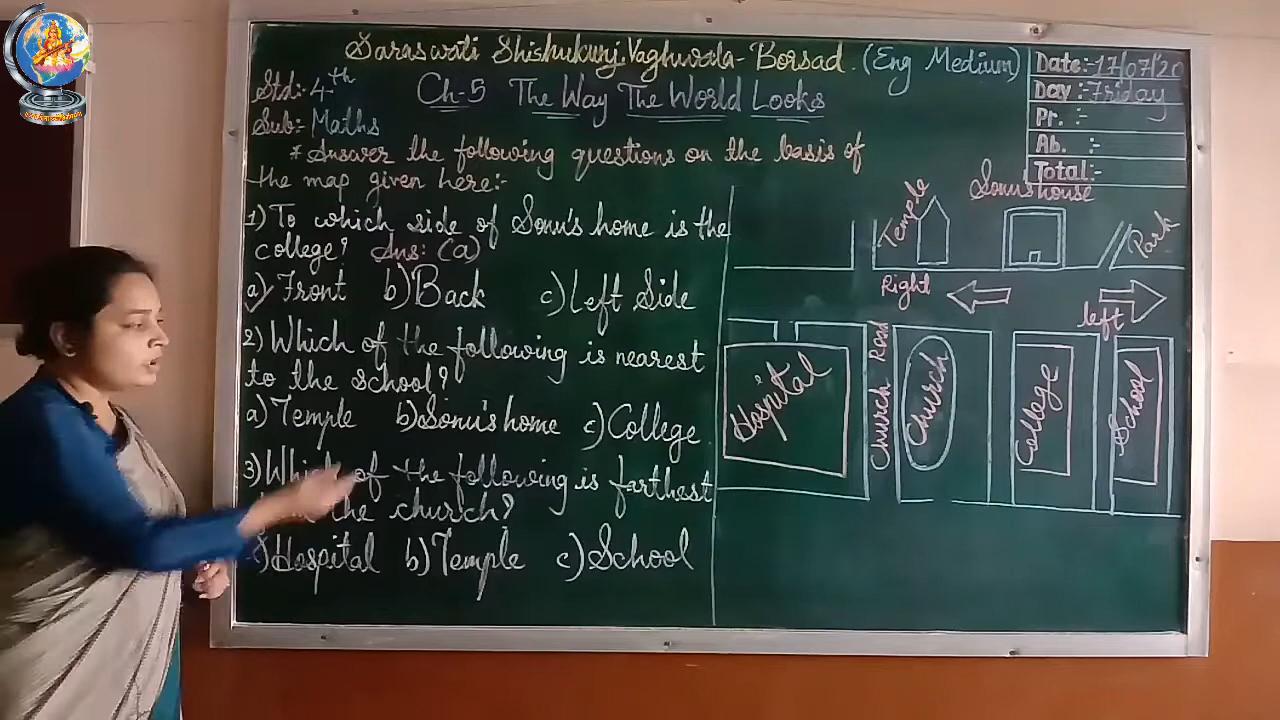 Saraswati Shishukunj, Vaghwala-Borsad. (Eng Medium)
Std:- 4th
Ch-5 The Way The World Looks
Sub:- Maths
Date:- 17/07/20
Day:- Friday
Pr. :-
Ab. :-
Total:-
* Answer the following questions on the basis of
the map given here:-
1) To which side of Sonu's home is the
college? Ans: (a)
a) Front b) Back c) Left Side
2) Which of the following is nearest
to the school?
a) Temple b) Sonu's home c) College
3) Which of the following is farthest
the church?
a) Hospital b) Temple c) School
Temple
Sonu's house
Park
Right
left
Hospital
Church Road
Church
College
School